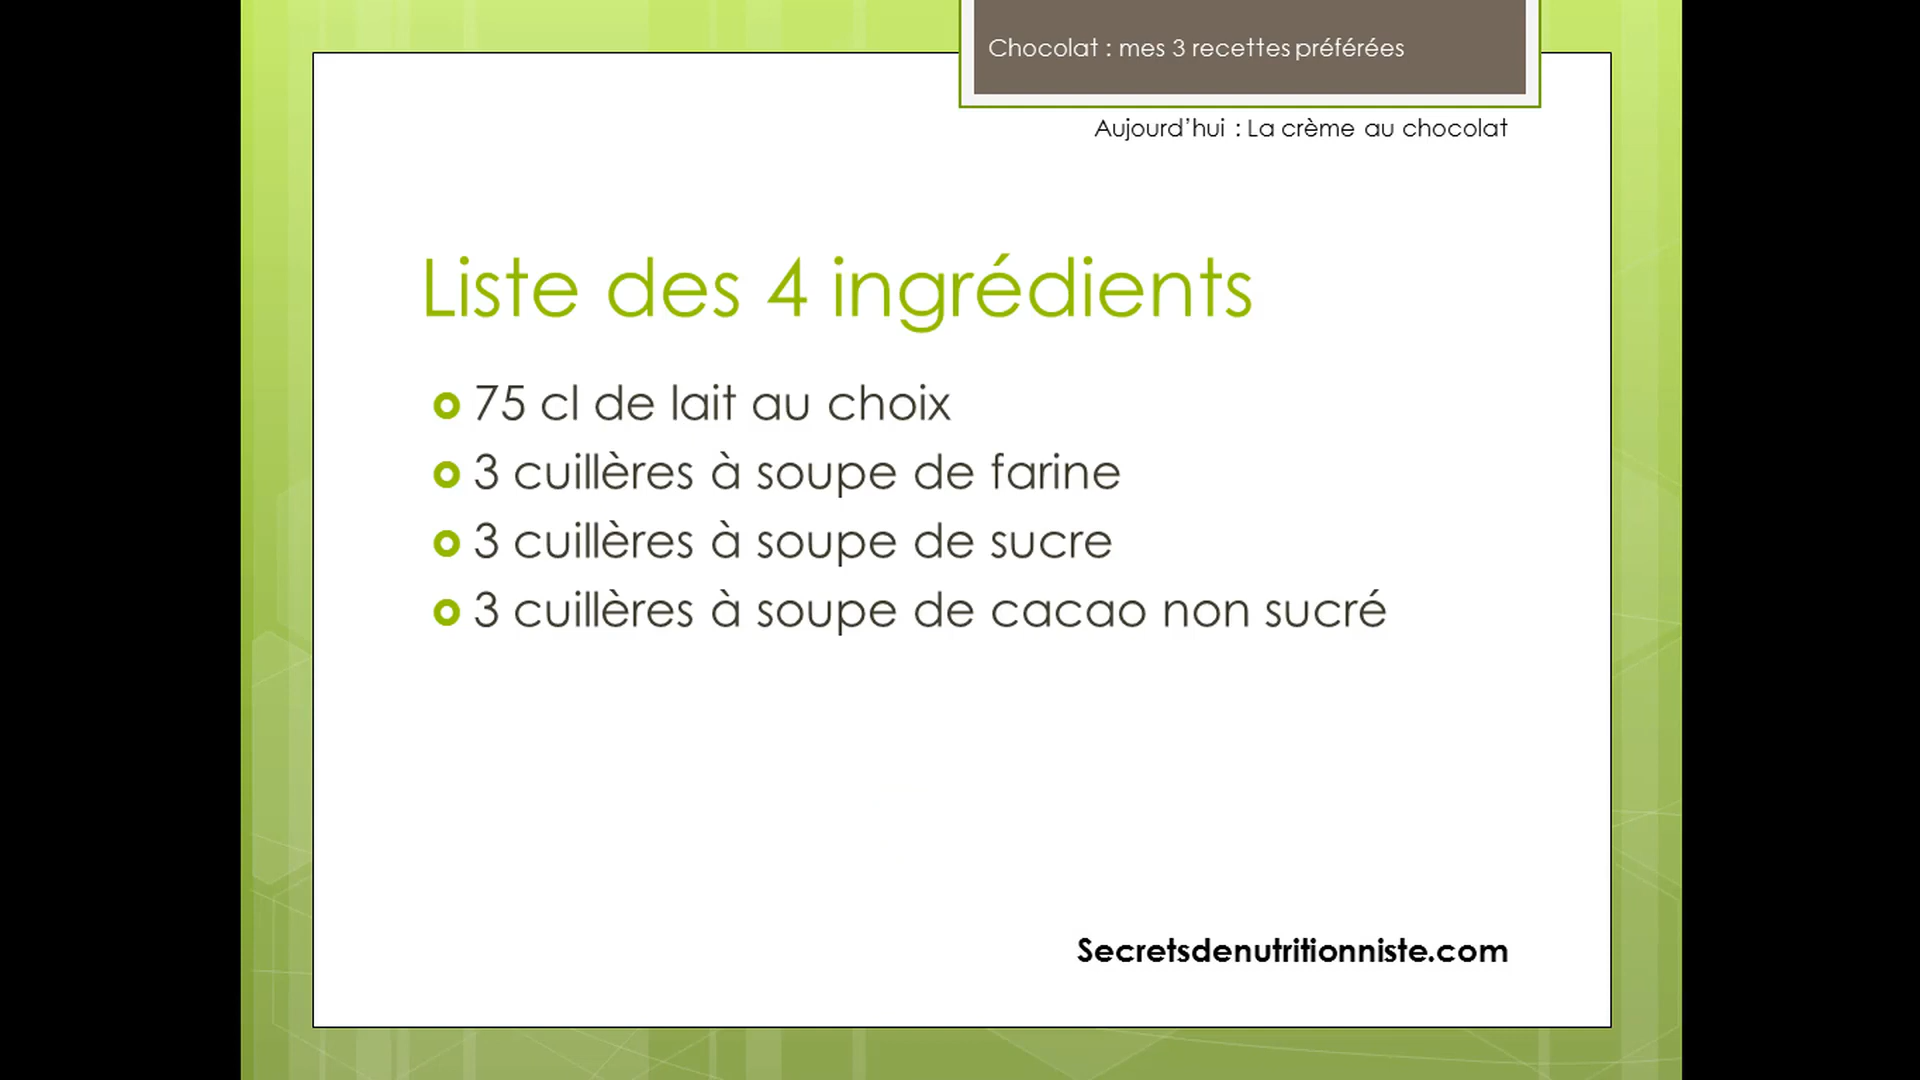 Chocolat : mes 3 recettes préférées
Aujourd’hui : La crème au chocolat
Liste des 4 ingrédients
75 cl de lait au choix
3 cuillères à soupe de farine
3 cuillères à soupe de sucre
3 cuillères à soupe de cacao non sucré
Secretsdenutritionniste.com